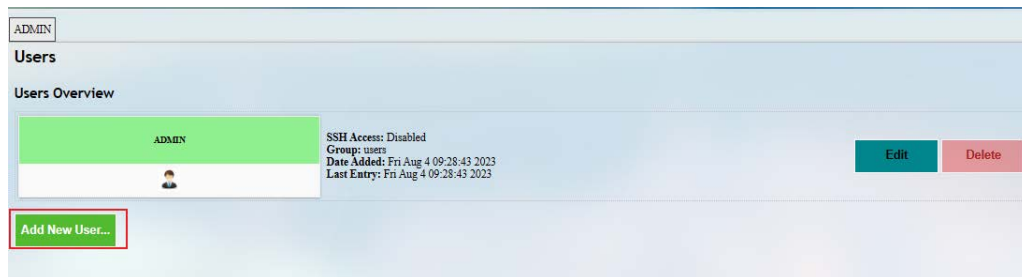 ADMIN
Users
Users Overview
ADMIN
SSH Access: Disabled
Group: users
Date Added: Fri Aug 4 09:28:43 2023
Last Entry: Fri Aug 4 09:28:43 2023
Edit
Delete
Add New User...